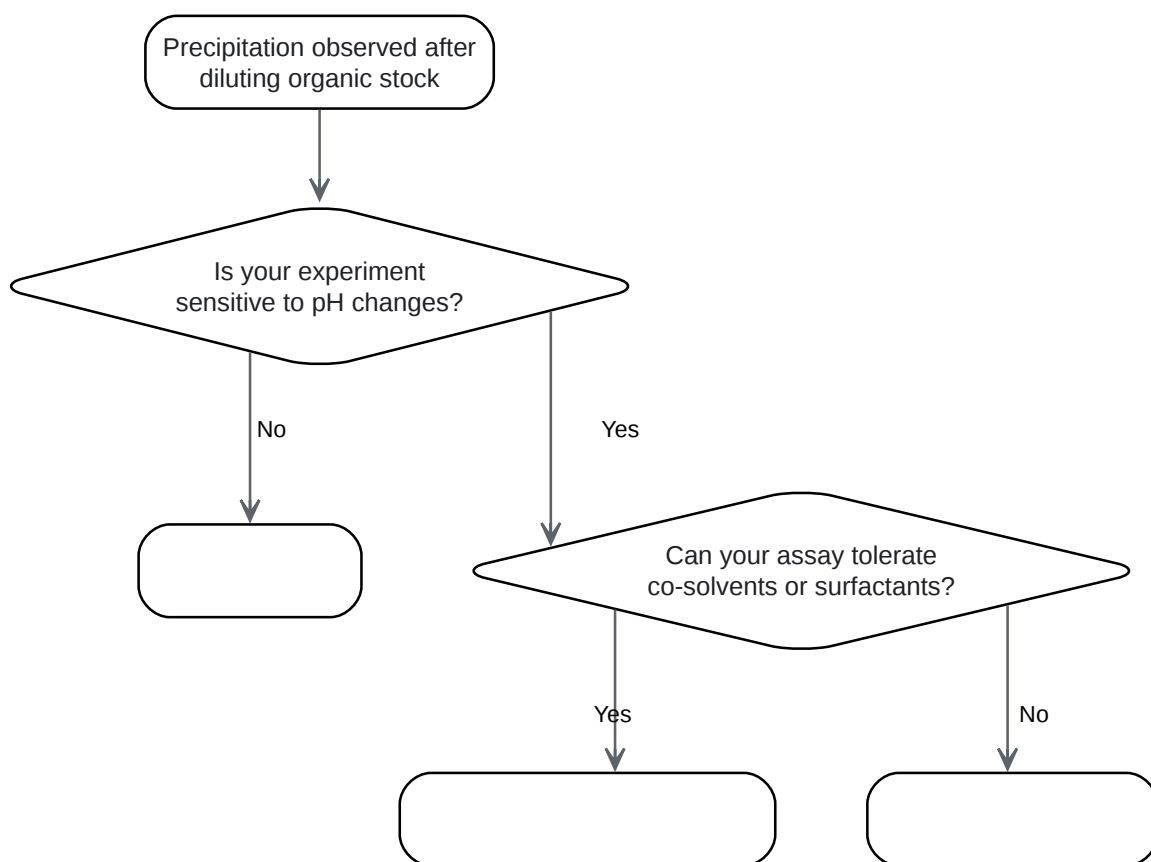 Precipitation observed after
diluting organic stock
Is your experiment
sensitive to pH changes?
No
Yes
Can your assay tolerate
co-solvents or surfactants?
Yes
No